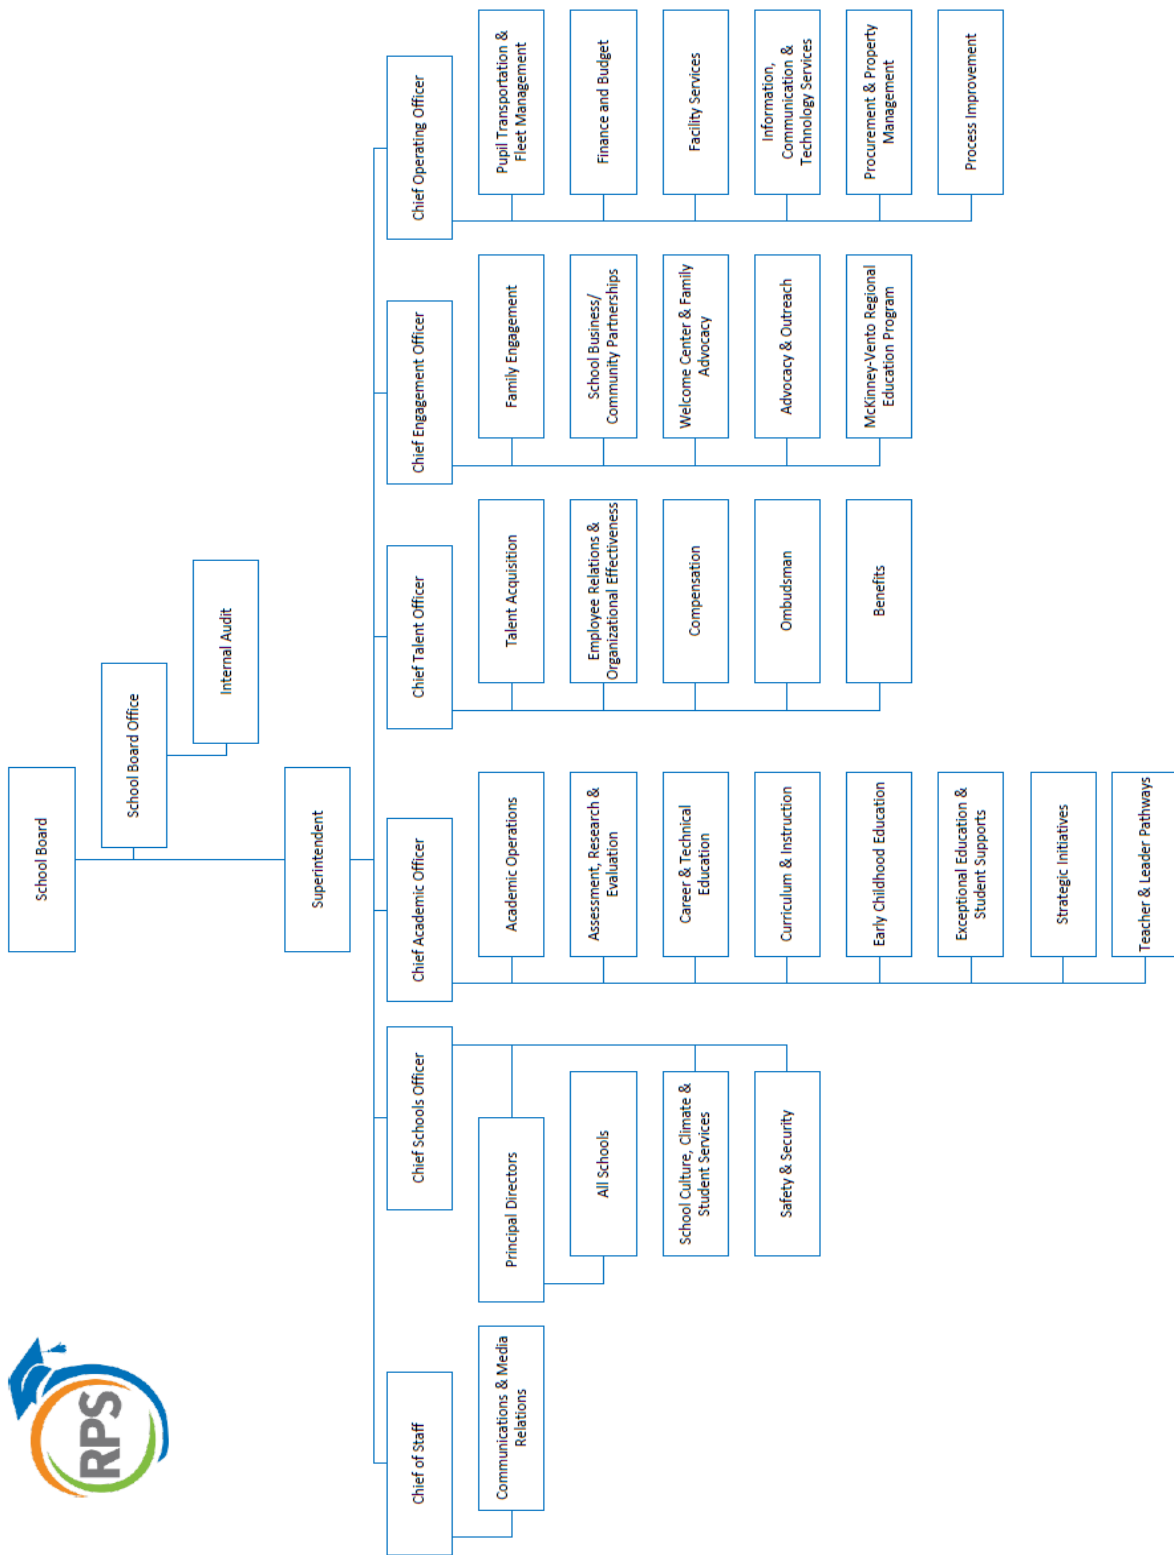 RPS
School Board
School Board Office
Internal Audit
Superintendent
Chief of Staff
Communications & Media
Relations
Chief Schools Officer
Principal Directors
All Schools
School Culture, Climate &
Student Services
Safety & Security
Chief Academic Officer
Academic Operations
Assessment, Research &
Evaluation
Career & Technical
Education
Curriculum & Instruction
Early Childhood Education
Exceptional Education &
Student Supports
Strategic Initiatives
Teacher & Leader Pathways
Chief Talent Officer
Talent Acquisition
Employee Relations &
Organizational Effectiveness
Compensation
Ombudsman
Benefits
Chief Engagement Officer
Family Engagement
School Business/
Community Partnerships
Welcome Center & Family
Advocacy
Advocacy & Outreach
McKinney-Vento Regional
Education Program
Chief Operating Officer
Pupil Transportation &
Fleet Management
Finance and Budget
Facility Services
Information,
Communication &
Technology Services
Procurement & Property
Management
Process Improvement